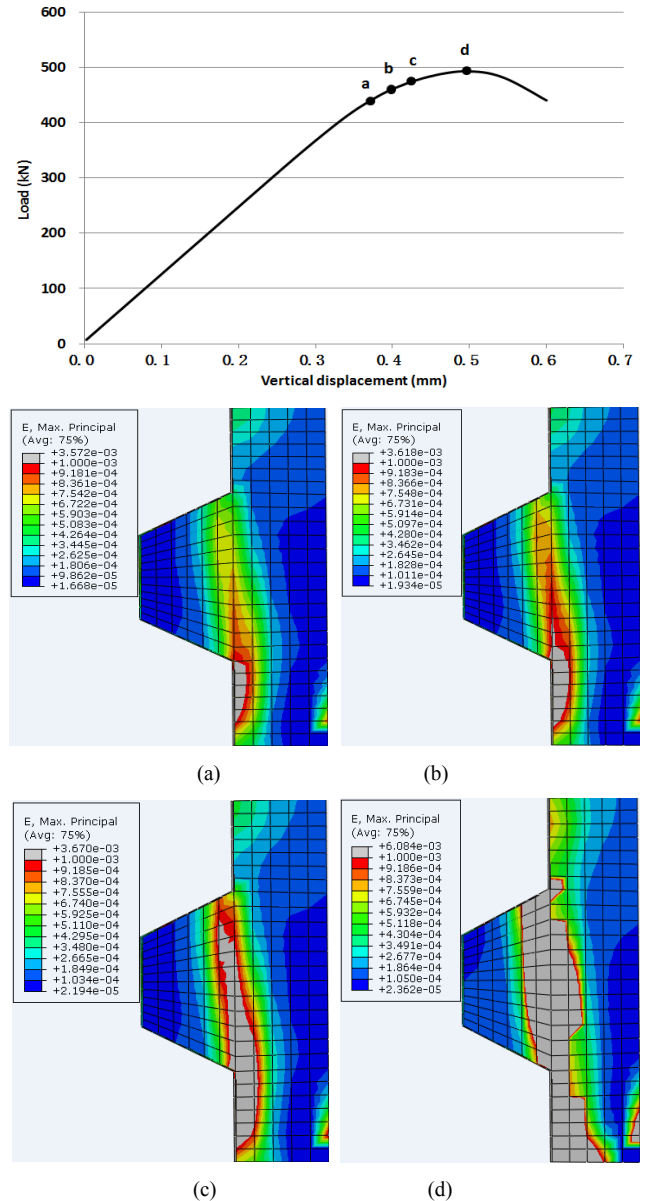 600
500
400
300
200
100
0
Load (kN)
a
b
c
d
0.0 0.1 0.2 0.3 0.4 0.5 0.6 0.7
Vertical displacement (mm)
E, Max. Principal
(Avg: 75%)
+3.572e-03
+1.000e-03
+9.181e-04
+8.361e-04
+7.542e-04
+6.722e-04
+5.903e-04
+5.083e-04
+4.264e-04
+3.445e-04
+2.625e-04
+1.806e-04
+9.862e-05
+1.668e-05
E, Max. Principal
(Avg: 75%)
+3.618e-03
+1.000e-03
+9.183e-04
+8.366e-04
+7.548e-04
+6.731e-04
+5.914e-04
+5.097e-04
+4.280e-04
+3.462e-04
+2.645e-04
+1.828e-04
+1.011e-04
+1.934e-05
(a)
(b)
E, Max. Principal
(Avg: 75%)
+3.670e-03
+1.000e-03
+9.185e-04
+8.370e-04
+7.555e-04
+6.740e-04
+5.925e-04
+5.110e-04
+4.295e-04
+3.480e-04
+2.665e-04
+1.849e-04
+1.034e-04
+2.194e-05
E, Max. Principal
(Avg: 75%)
+6.084e-03
+1.000e-03
+9.186e-04
+8.373e-04
+7.559e-04
+6.745e-04
+5.932e-04
+5.118e-04
+4.304e-04
+3.491e-04
+2.677e-04
+1.864e-04
+1.050e-04
+2.362e-05
(c)
(d)